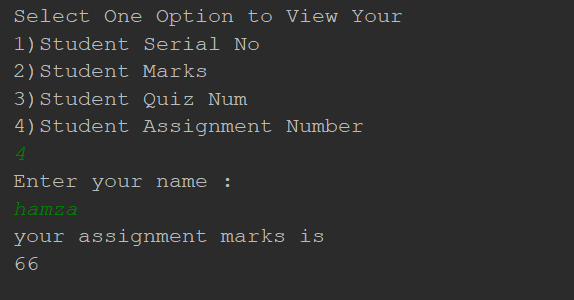 Select One Option to View Your
1)Student Serial No
2)Student Marks
3)Student Quiz Num
4)Student Assignment Number
4
Enter your name :
hamza
your assignment marks is
66